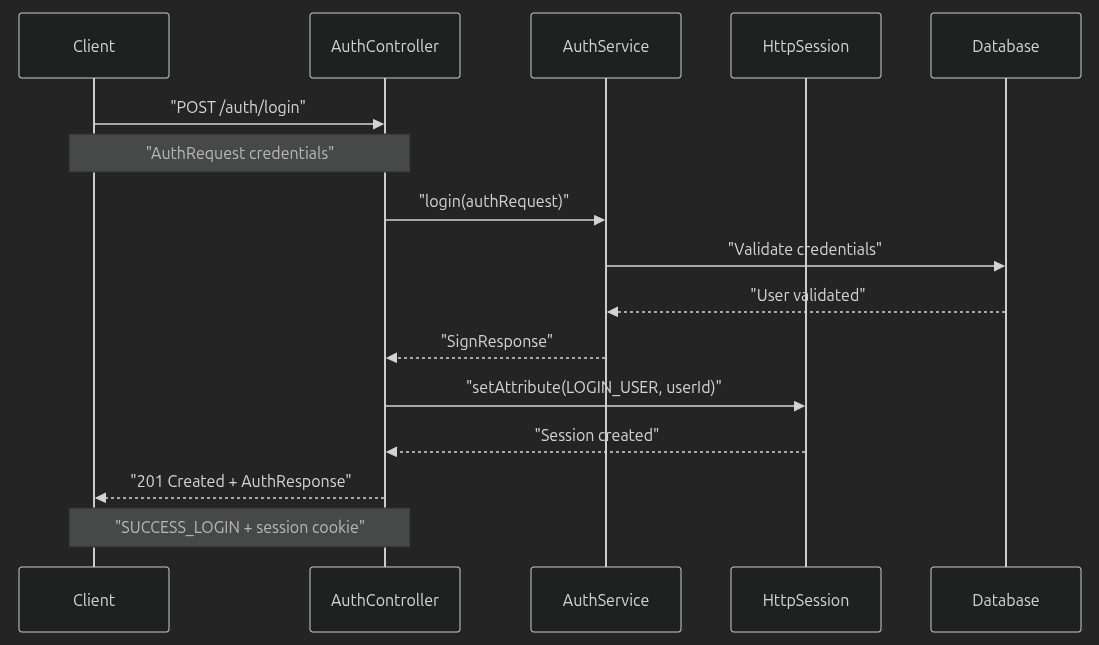 Client
AuthController
AuthService
HttpSession
Database
"POST /auth/login"
"AuthRequest credentials"
"login(authRequest)"
"Validate credentials"
"User validated"
"SignResponse"
"setAttribute(LOGIN_USER, userId)"
"Session created"
"201 Created + AuthResponse"
"SUCCESS_LOGIN + session cookie"
Client
AuthController
AuthService
HttpSession
Database